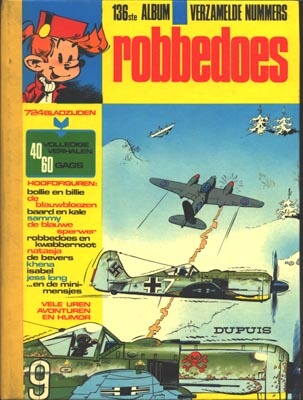 136ste ALBUM VERZAMELDE NUMMERS
robbedoes
724 BLADZIJDEN
40 VOLLEDIGE VERHALEN
60 GAGS
HOOFDFIGUREN:
bollie en billie
de blauwbloezen
baard en kale
sammy
de blauwe sperwer
robbedoes en kwabbernoot
natasja
de bevers
khena
isabel
jess long
...en de mini-mensjes
VELE UREN AVONTUREN EN HUMOR
DUPUIS
7
9